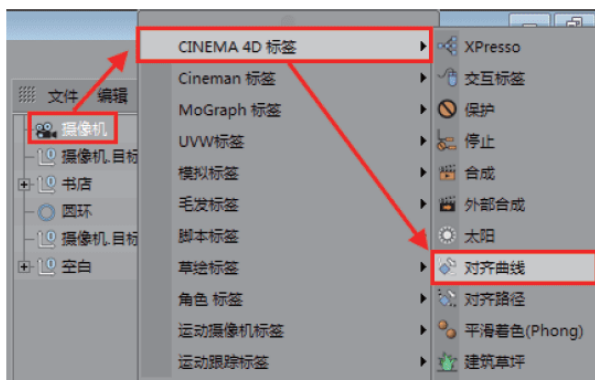 文件 编辑
摄像机
摄像机.目标
书店
圆环
摄像机.目标
空白
CINEMA 4D 标签
Cineman 标签
MoGraph 标签
UVW标签
模拟标签
毛发标签
脚本标签
草绘标签
角色 标签
运动摄像机标签
运动跟踪标签
XPresso
交互标签
保护
停止
合成
外部合成
太阳
对齐曲线
对齐路径
平滑着色(Phong)
建筑草坪